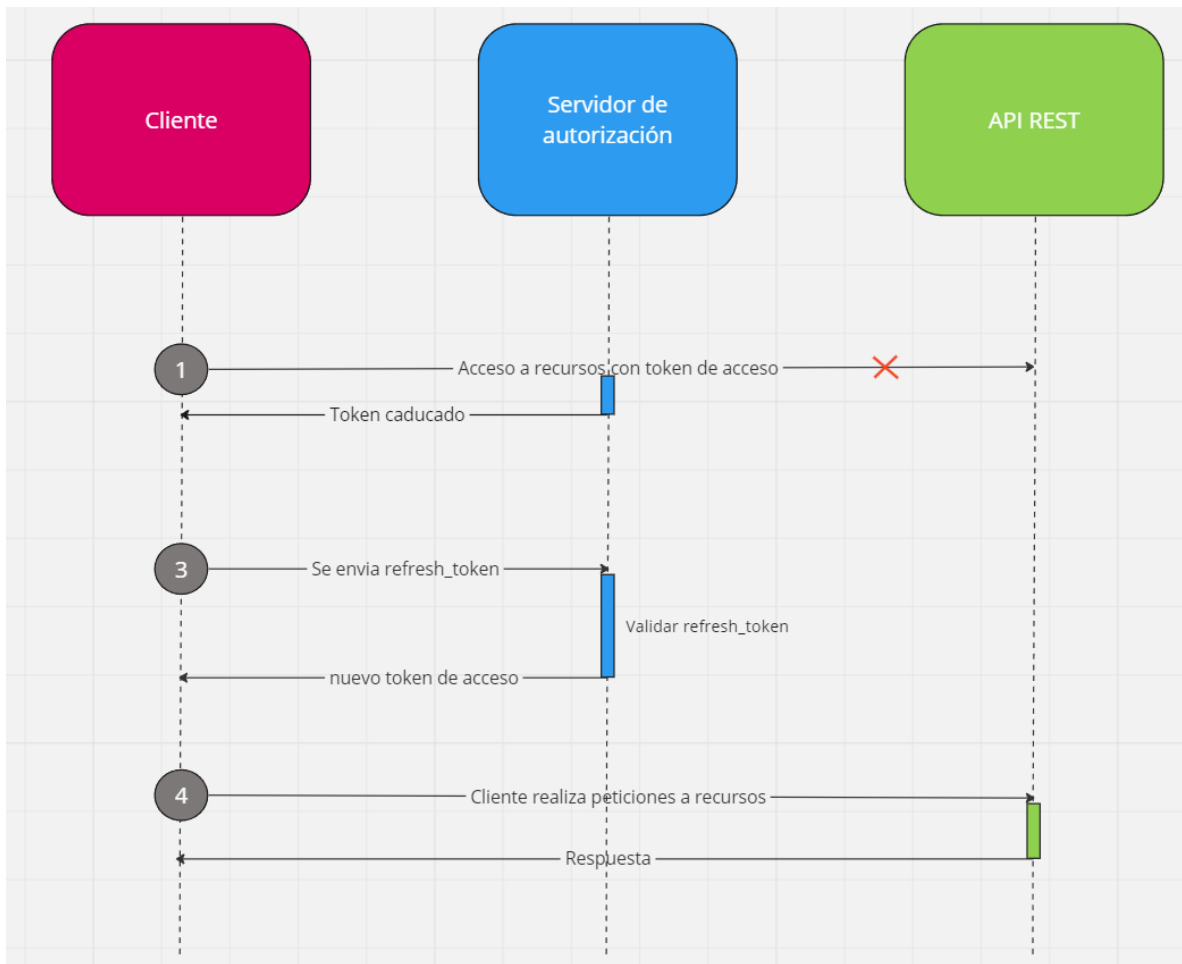 Cliente
Servidor de
autorización
API REST
1
Acceso a recursos con token de acceso
Token caducado
3
Se envia refresh_token
Validar refresh_token
nuevo token de acceso
4
Cliente realiza peticiones a recursos
Respuesta